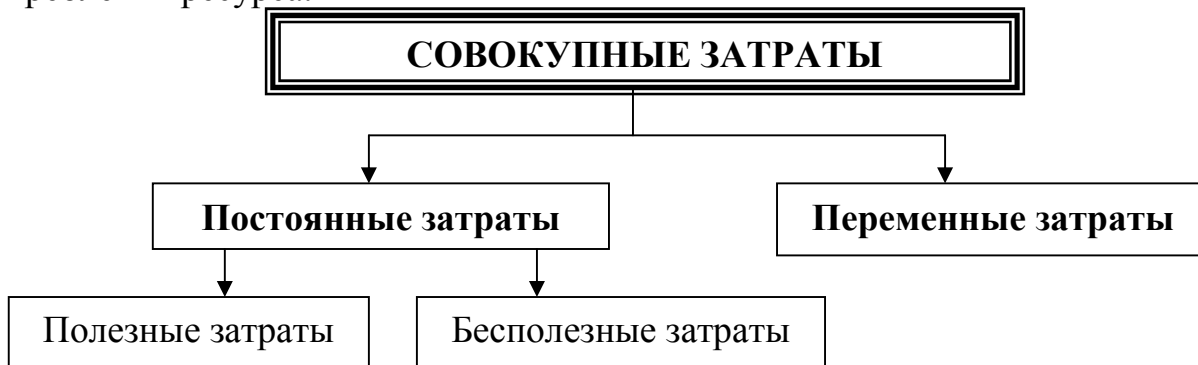 СОВОКУПНЫЕ ЗАТРАТЫ
Постоянные затраты
Переменные затраты
Полезные затраты
Бесполезные затраты